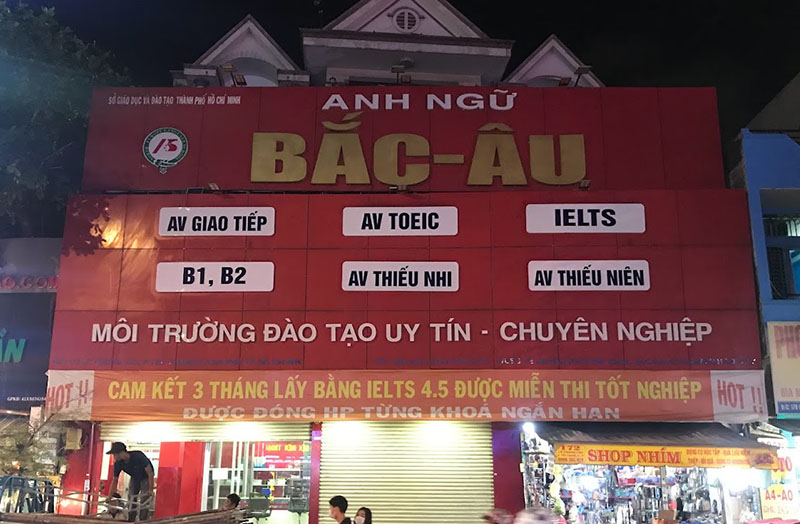 SỞ GIÁO DỤC VÀ ĐÀO TẠO THÀNH PHỐ HỒ CHÍ MINH
ANH NGỮ
BẮC-ÂU
AV GIAO TIẾP
AV TOEIC
IELTS
B1, B2
AV THIẾU NHI
AV THIẾU NIÊN
MÔI TRƯỜNG ĐÀO TẠO UY TÍN - CHUYÊN NGHIỆP
HOT !! CAM KẾT 3 THÁNG LẤY BẰNG IELTS 4.5 ĐƯỢC MIỄN THI TỐT NGHIỆP HOT !!
ĐƯỢC ĐÓNG HP TỪNG KHOÁ NGẮN HẠN
172
SHOP NHÍM
A4-A0